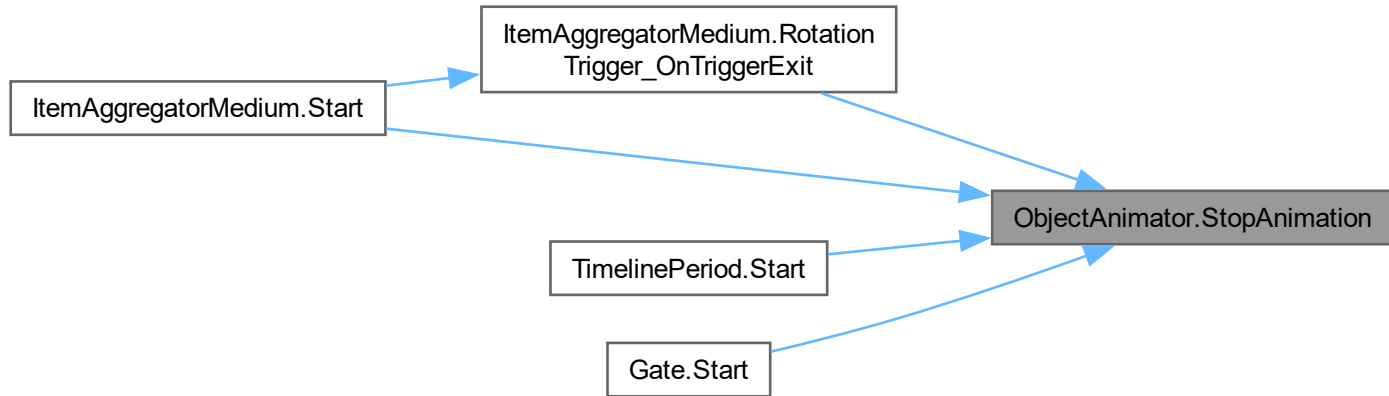 ItemAggregatorMedium.Rotation
Trigger_OnTriggerExit
ItemAggregatorMedium.Start
ObjectAnimator.StopAnimation
TimelinePeriod.Start
Gate.Start